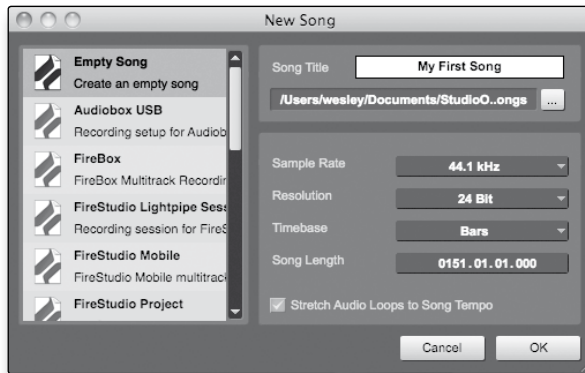 New Song
Empty Song
Create an empty song
Audiobox USB
Recording setup for Audiob
FireBox
FireBox Multitrack Recordin
FireStudio Lightpipe Sess
Recording session for FireS
FireStudio Mobile
FireStudio Mobile multitrac
FireStudio Project
Song Title
My First Song
/Users/wesley/Documents/StudioO..ongs
...
Sample Rate
44.1 kHz
Resolution
24 Bit
Timebase
Bars
Song Length
0151.01.01.000
Stretch Audio Loops to Song Tempo
Cancel
OK